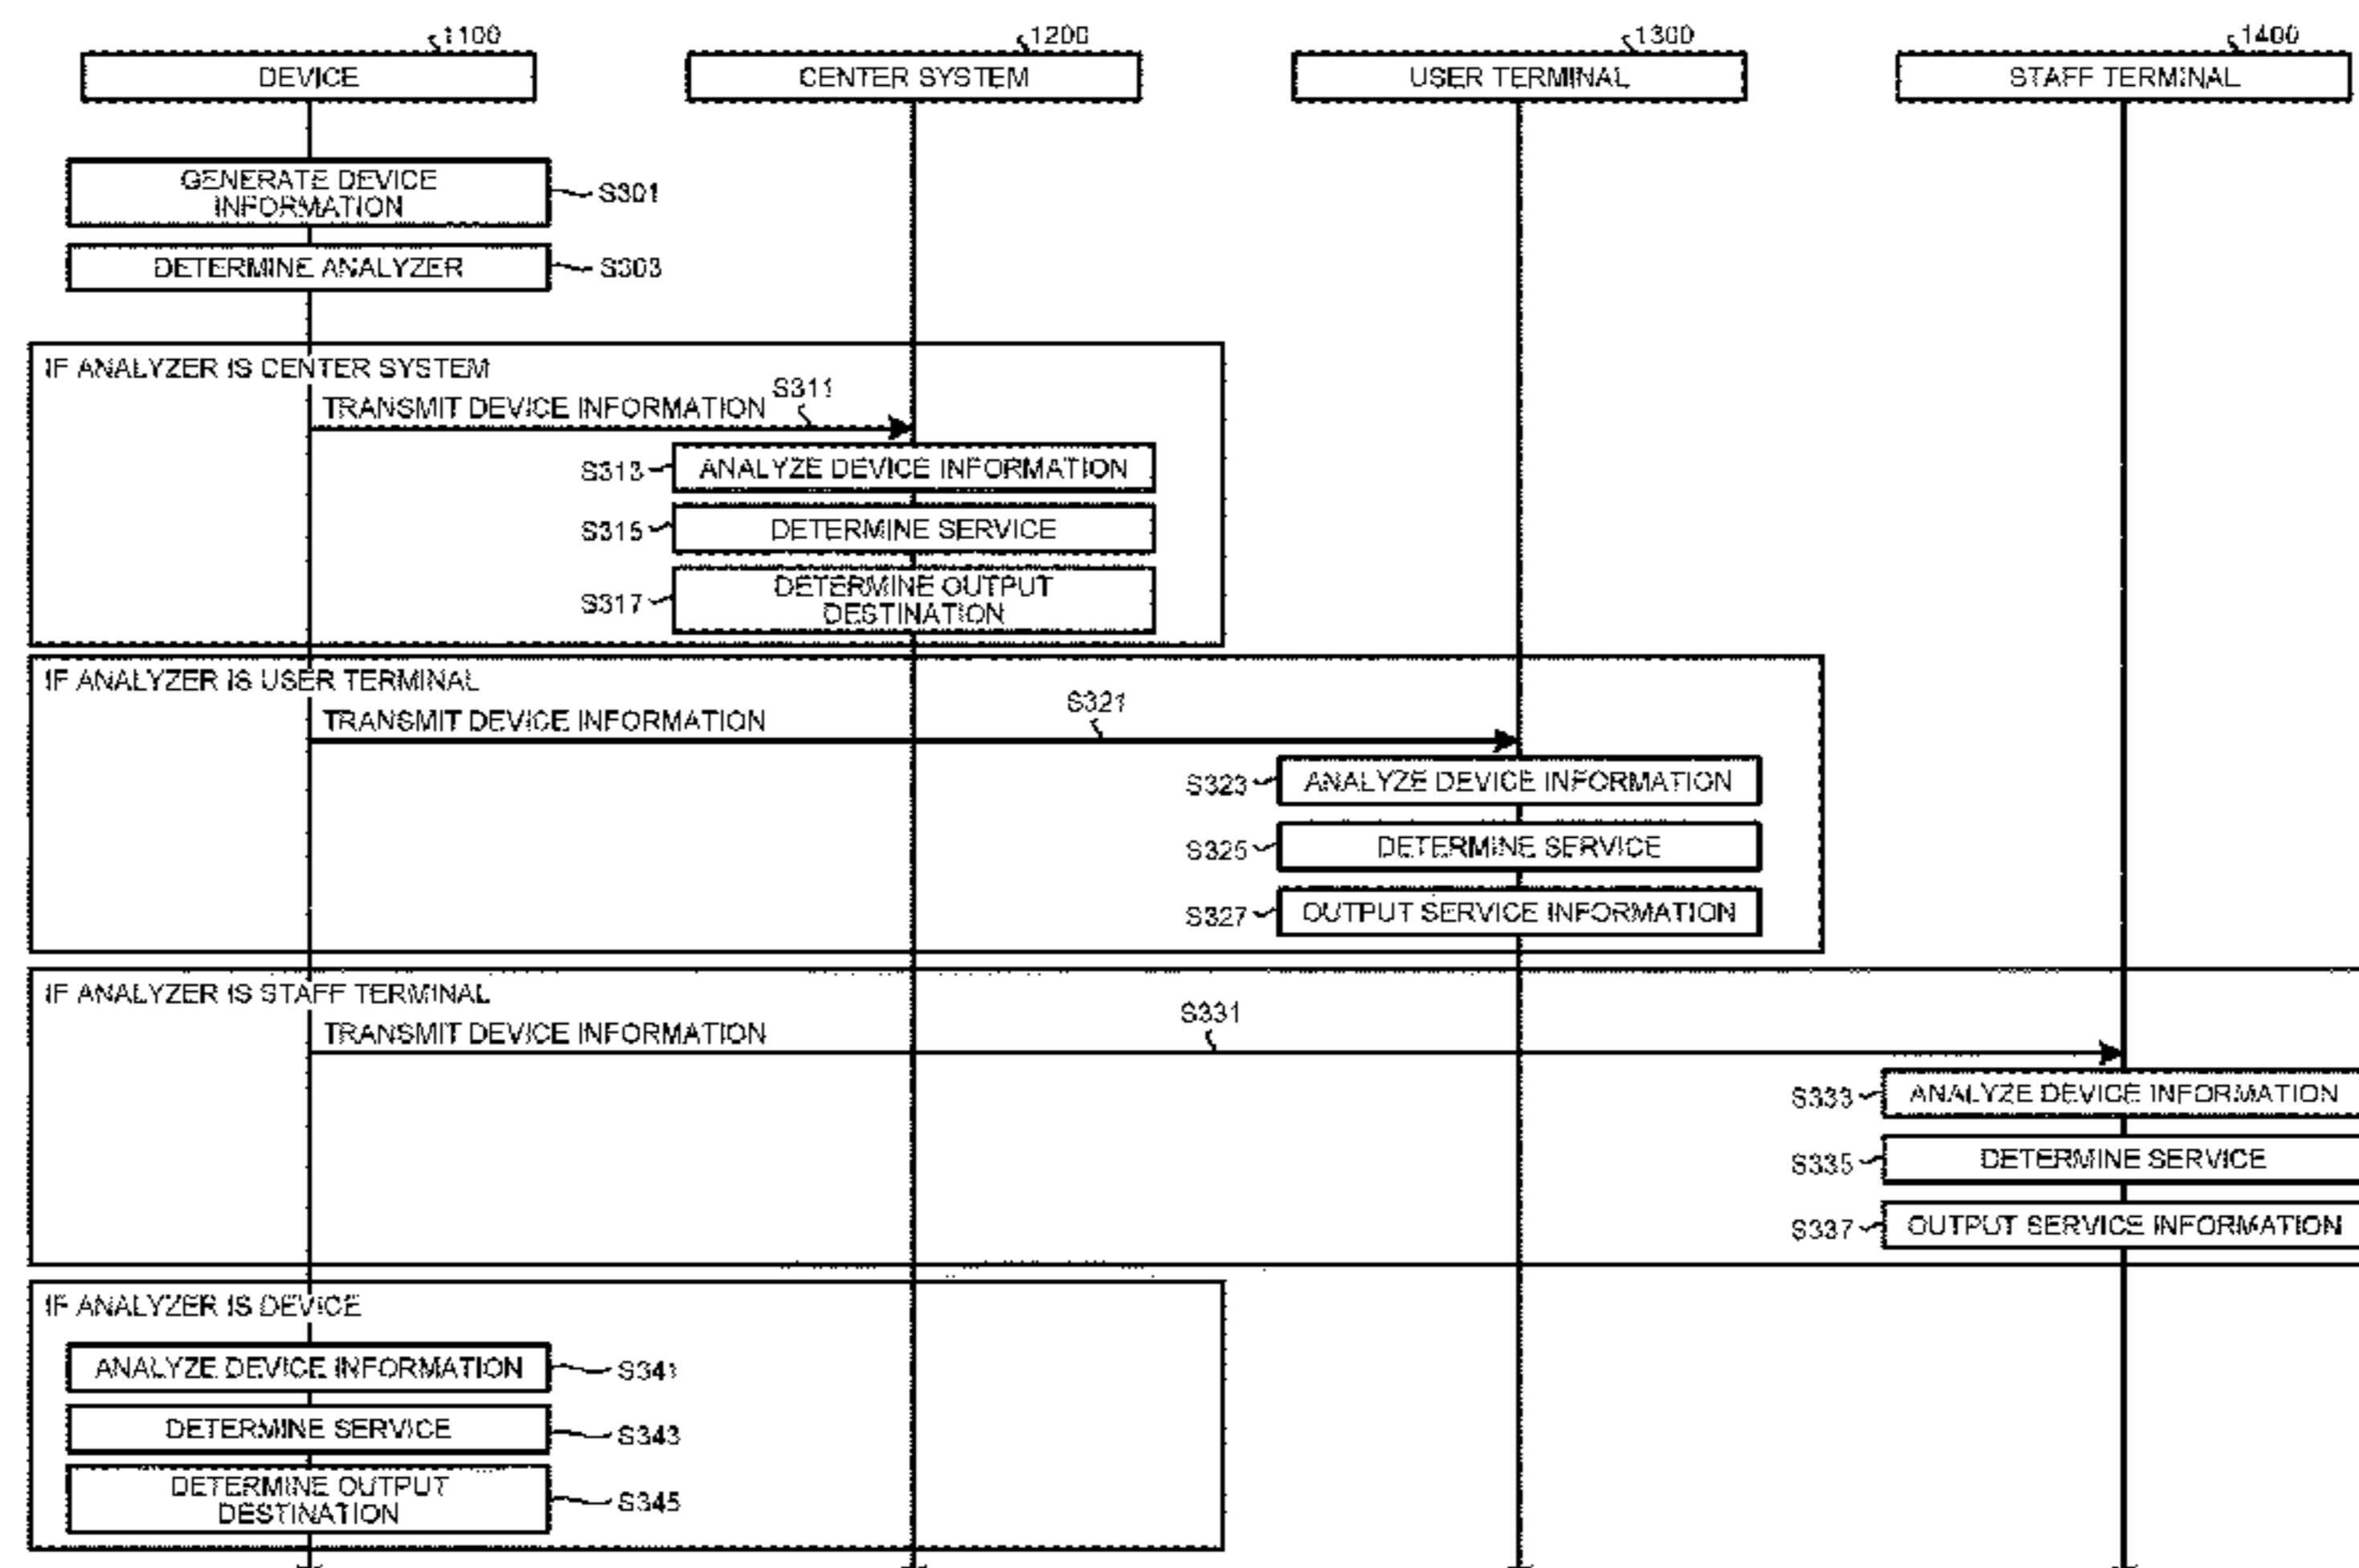 1100
1200
1300
1400
DEVICE
CENTER SYSTEM
USER TERMINAL
STAFF TERMINAL
GENERATE DEVICE
INFORMATION
S301
DETERMINE ANALYZER
S303
IF ANALYZER IS CENTER SYSTEM
TRANSMIT DEVICE INFORMATION
S311
S313
ANALYZE DEVICE INFORMATION
S315
DETERMINE SERVICE
S317
DETERMINE OUTPUT
DESTINATION
IF ANALYZER IS USER TERMINAL
TRANSMIT DEVICE INFORMATION
S321
S323
ANALYZE DEVICE INFORMATION
S325
DETERMINE SERVICE
S327
OUTPUT SERVICE INFORMATION
IF ANALYZER IS STAFF TERMINAL
TRANSMIT DEVICE INFORMATION
S331
S333
ANALYZE DEVICE INFORMATION
S335
DETERMINE SERVICE
S337
OUTPUT SERVICE INFORMATION
IF ANALYZER IS DEVICE
ANALYZE DEVICE INFORMATION
S341
DETERMINE SERVICE
S343
DETERMINE OUTPUT
DESTINATION
S345